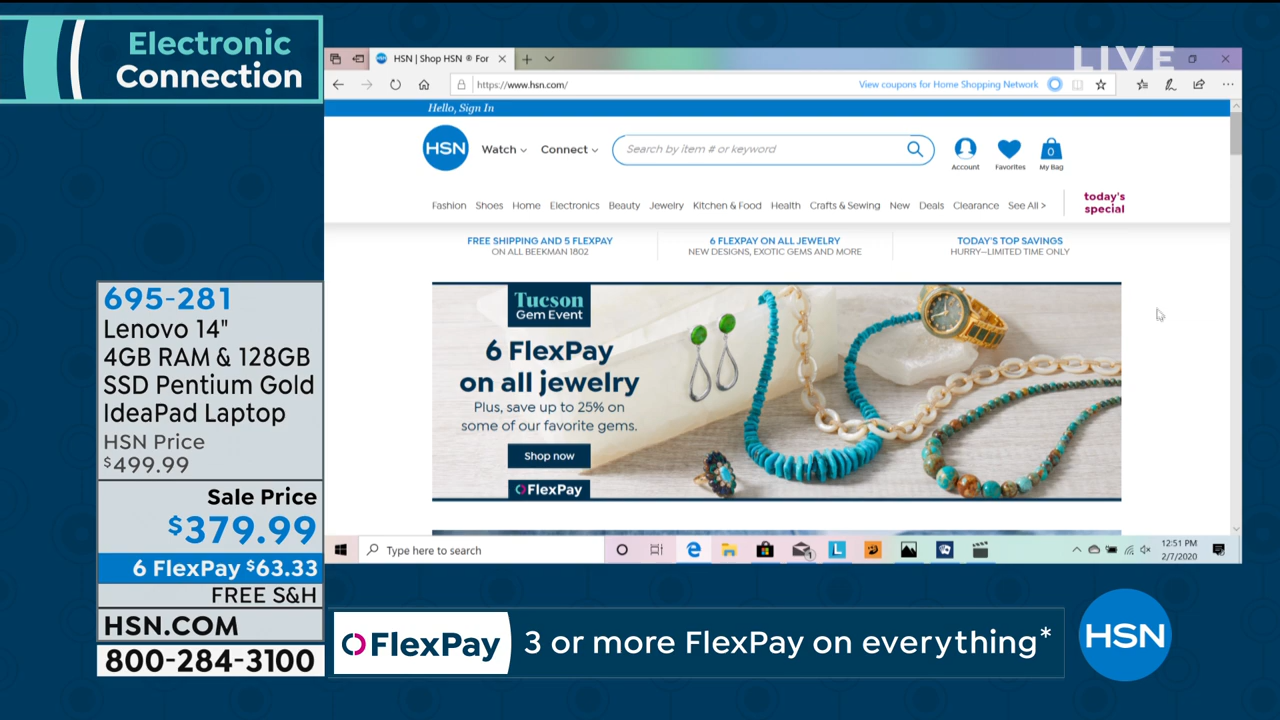 Electronic
Connection
LIVE
HSN | Shop HSN ® For
https://www.hsn.com/
View coupons for Home Shopping Network
Hello, Sign In
HSN
Watch
Connect
Search by item # or keyword
Account
Favorites
0
My Bag
Fashion Shoes Home Electronics Beauty Jewelry Kitchen & Food Health Crafts & Sewing New Deals Clearance See All >
today's
special
FREE SHIPPING AND 5 FLEXPAY
ON ALL BEEKMAN 1802
6 FLEXPAY ON ALL JEWELRY
NEW DESIGNS, EXOTIC GEMS AND MORE
TODAY'S TOP SAVINGS
HURRY—LIMITED TIME ONLY
Tucson
Gem Event
6 FlexPay
on all jewelry
Plus, save up to 25% on
some of our favorite gems.
Shop now
FlexPay
695-281
Lenovo 14"
4GB RAM & 128GB
SSD Pentium Gold
IdeaPad Laptop
HSN Price
$499.99
Sale Price
$379.99
6 FlexPay $63.33
FREE S&H
HSN.COM
800-284-3100
Type here to search
12:51 PM
2/7/2020
FlexPay
3 or more FlexPay on everything*
HSN